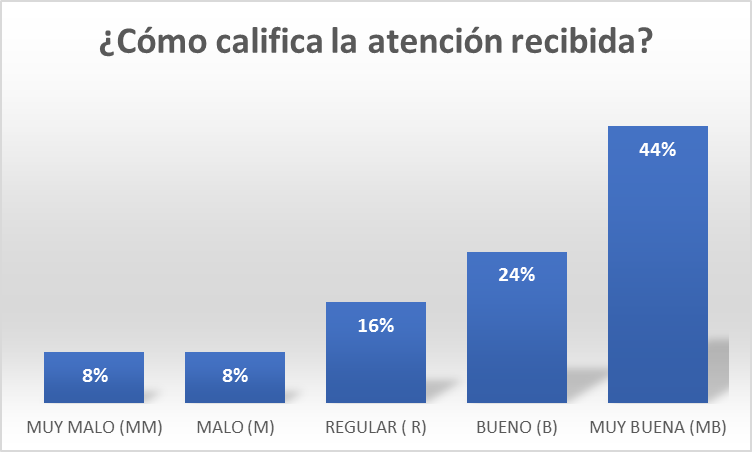 ¿Cómo califica la atención recibida?
44%
24%
16%
8%
8%
MUY MALO (MM)
MALO (M)
REGULAR ( R)
BUENO (B)
MUY BUENA (MB)